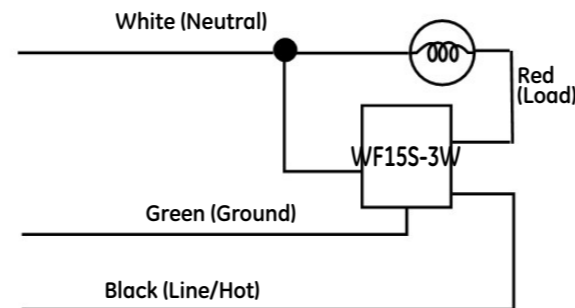 White (Neutral)
Red
(Load)
WF15S-3W
Green (Ground)
Black (Line/Hot)